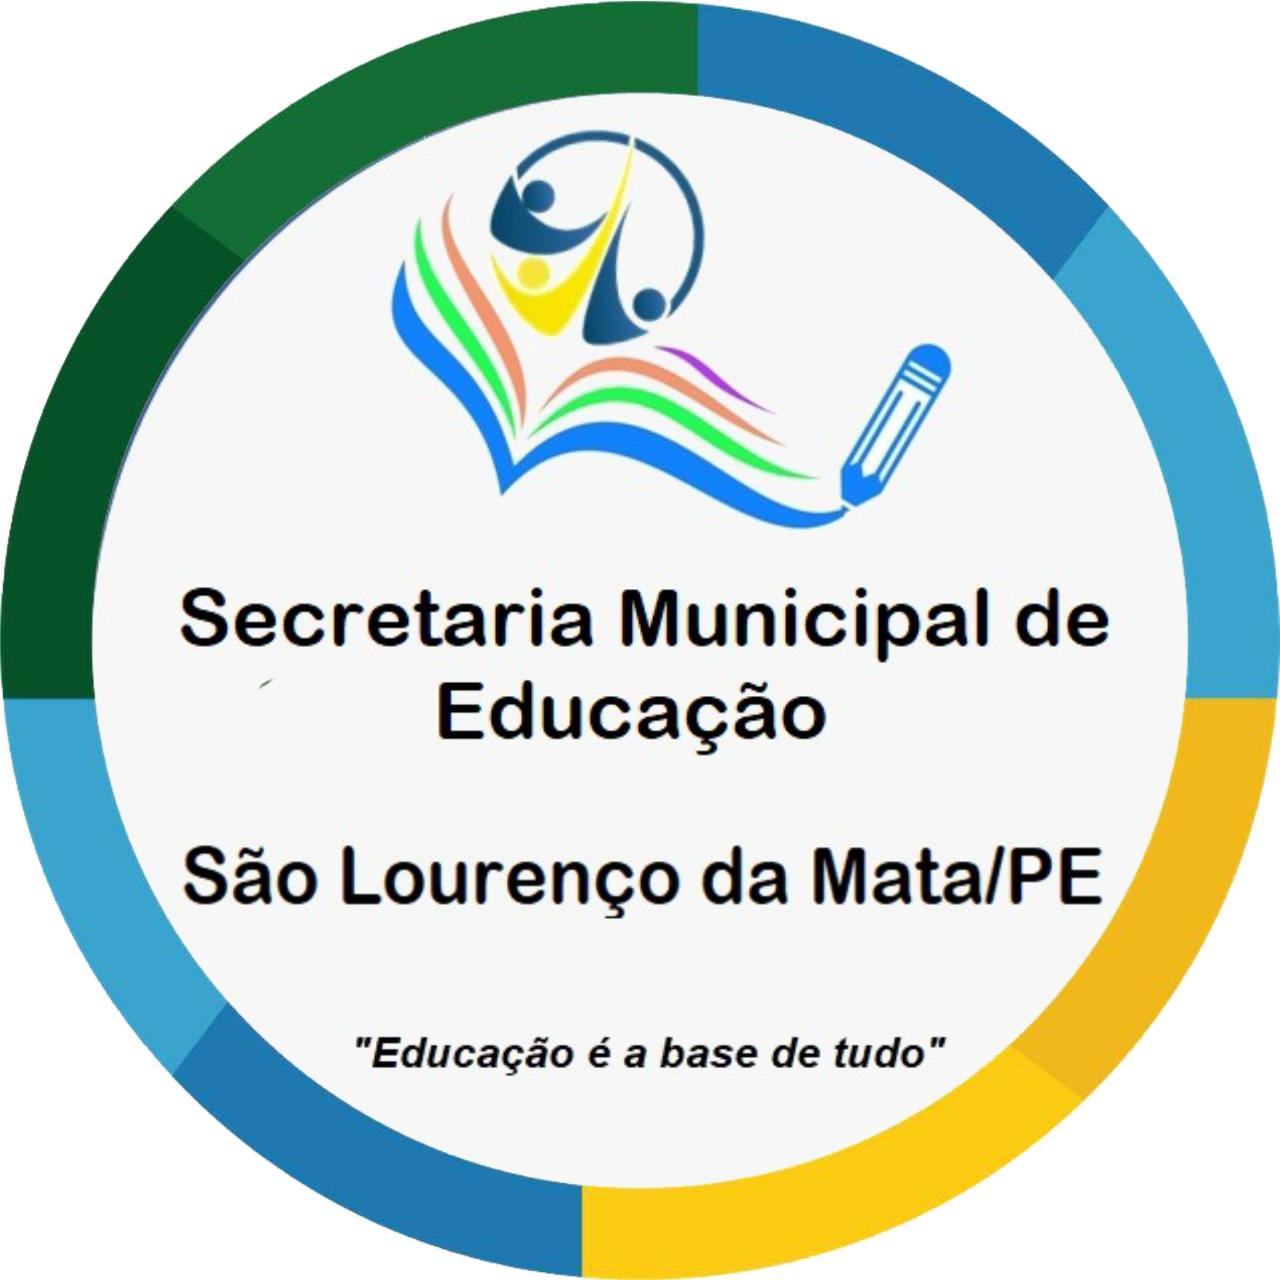 Secretaria Municipal de
Educação
São Lourenço da Mata/PE
"Educação é a base de tudo"